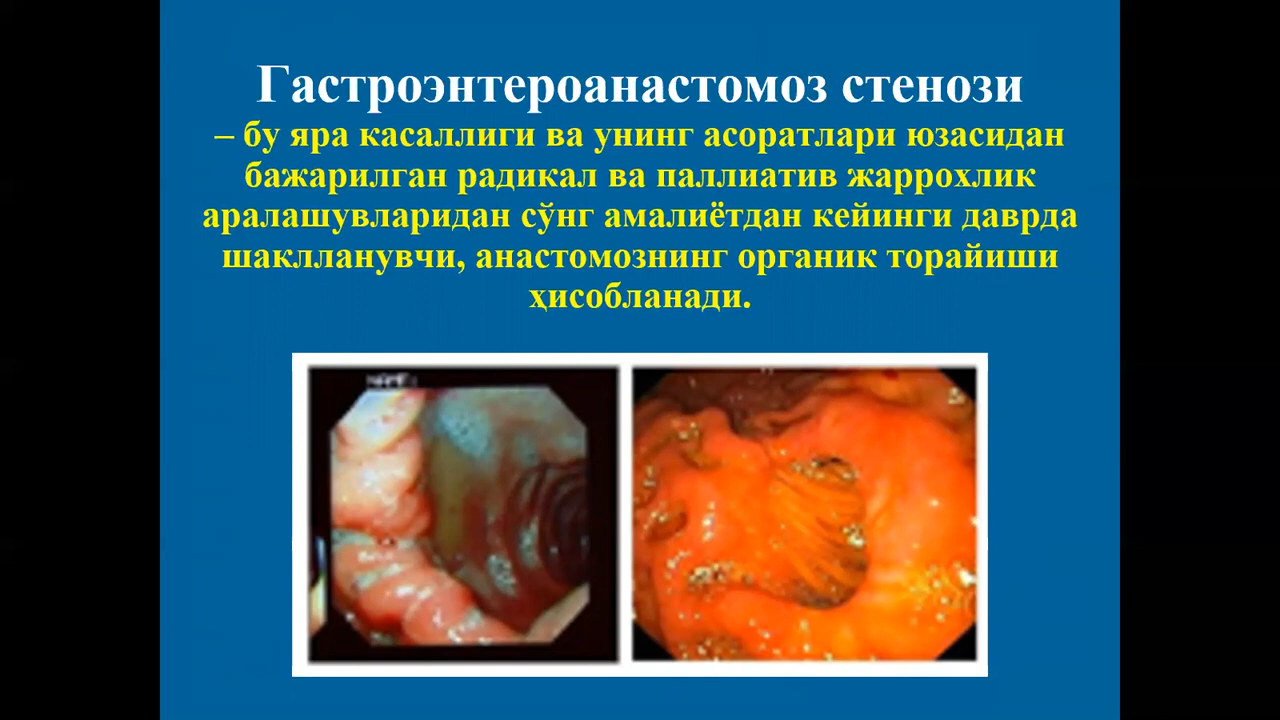 Гастроэнтероанастомоз стенози
– бу яра касаллиги ва унинг асоратлари юзасидан
бажарилган радикал ва паллиатив жаррохлик
аралашувларидан сўнг амалиётдан кейинги даврда
шаклланувчи, анастомознинг органик торайиши
ҳисобланади.